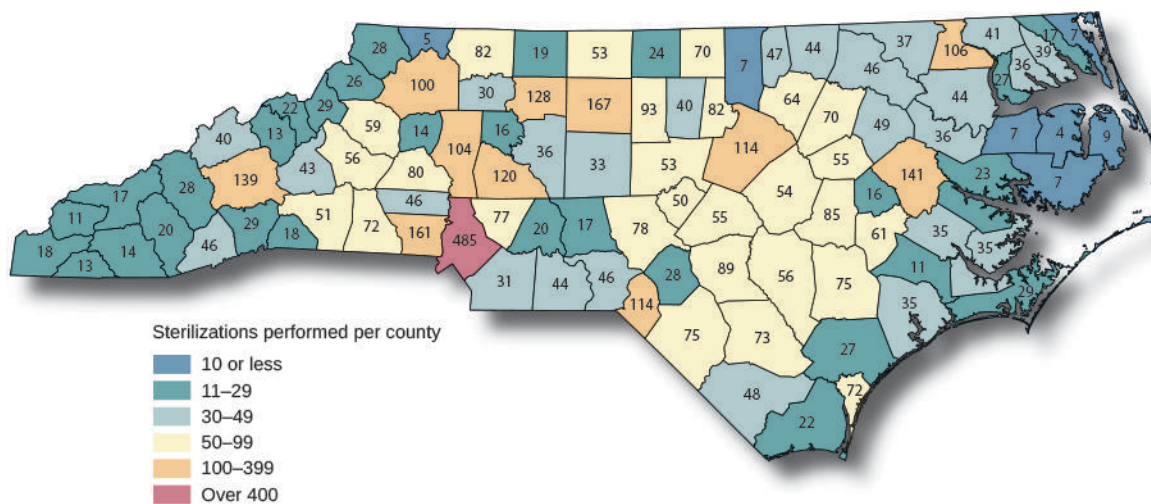 28 5 82 19 53 24 70 7 47 44 37 106 41 17 7
26 100 30 128 167 93 40 82 64 46 27 36 39
40 22 29 59 14 104 16 36 33 53 114 70 49 44 36 7 4 9
13 139 43 56 80 120 50 54 55 141 23 7
17 28 46 77 78 55 85 16 35 35
11 20 29 51 72 161 485 20 17 28 89 56 61 11 29
18 13 14 46 18 31 44 46 114 75 35
75 73 27
48 22 72
Sterilizations performed per county
10 or less
11–29
30–49
50–99
100–399
Over 400